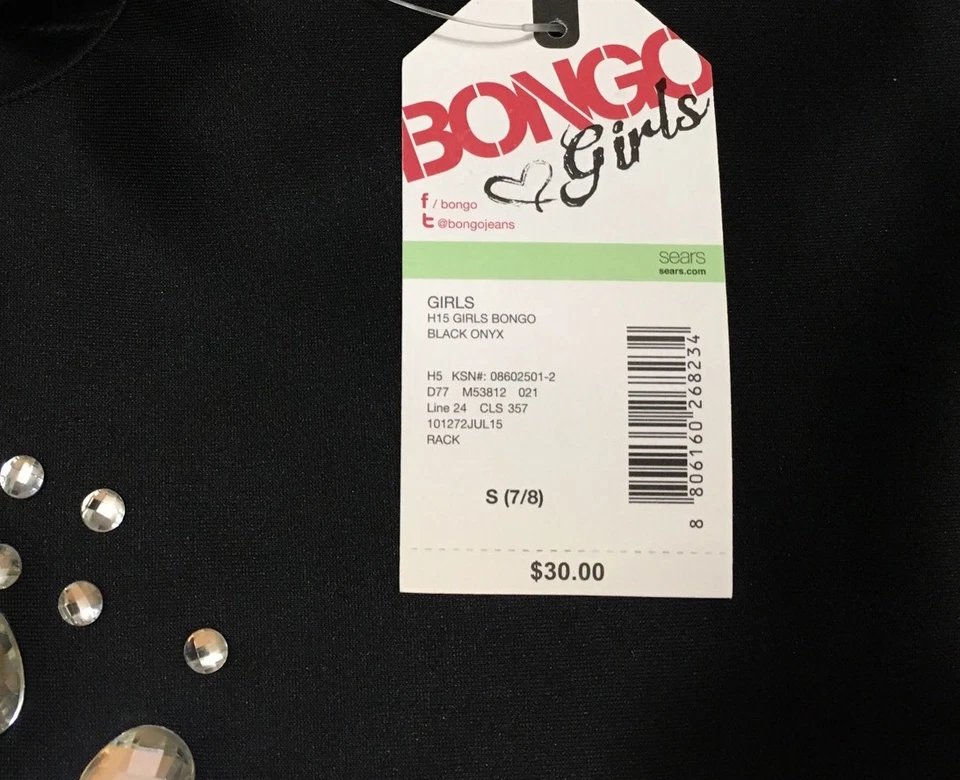 BONGO
Girls
f / bongo
t @bongojeans
sears
sears.com
GIRLS
H15 GIRLS BONGO
BLACK ONYX
H5 KSN#: 08602501-2
D77 M53812 021
Line 24 CLS 357
101272JUL15
RACK
8 806160 268234
S (7/8)
$30.00